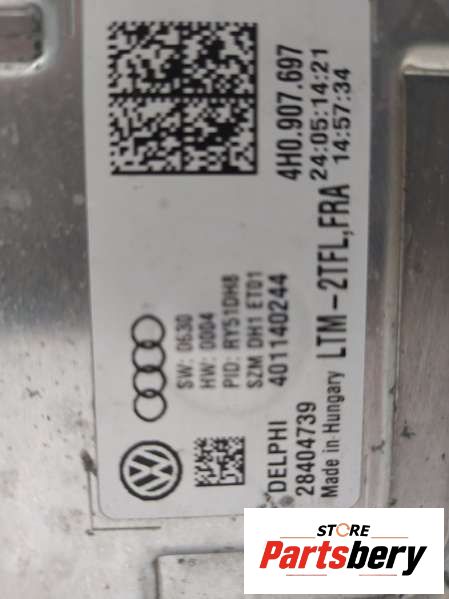 4H0.907.697
24:05:14:21
14:57:34
SW: 0630
HW: 0004
PID: RY51DH8
SZM DH1 ET01
401140244
LTM-2TFL,FRA
DELPHI
28404739
Made in Hungary
STORE
Partsbery